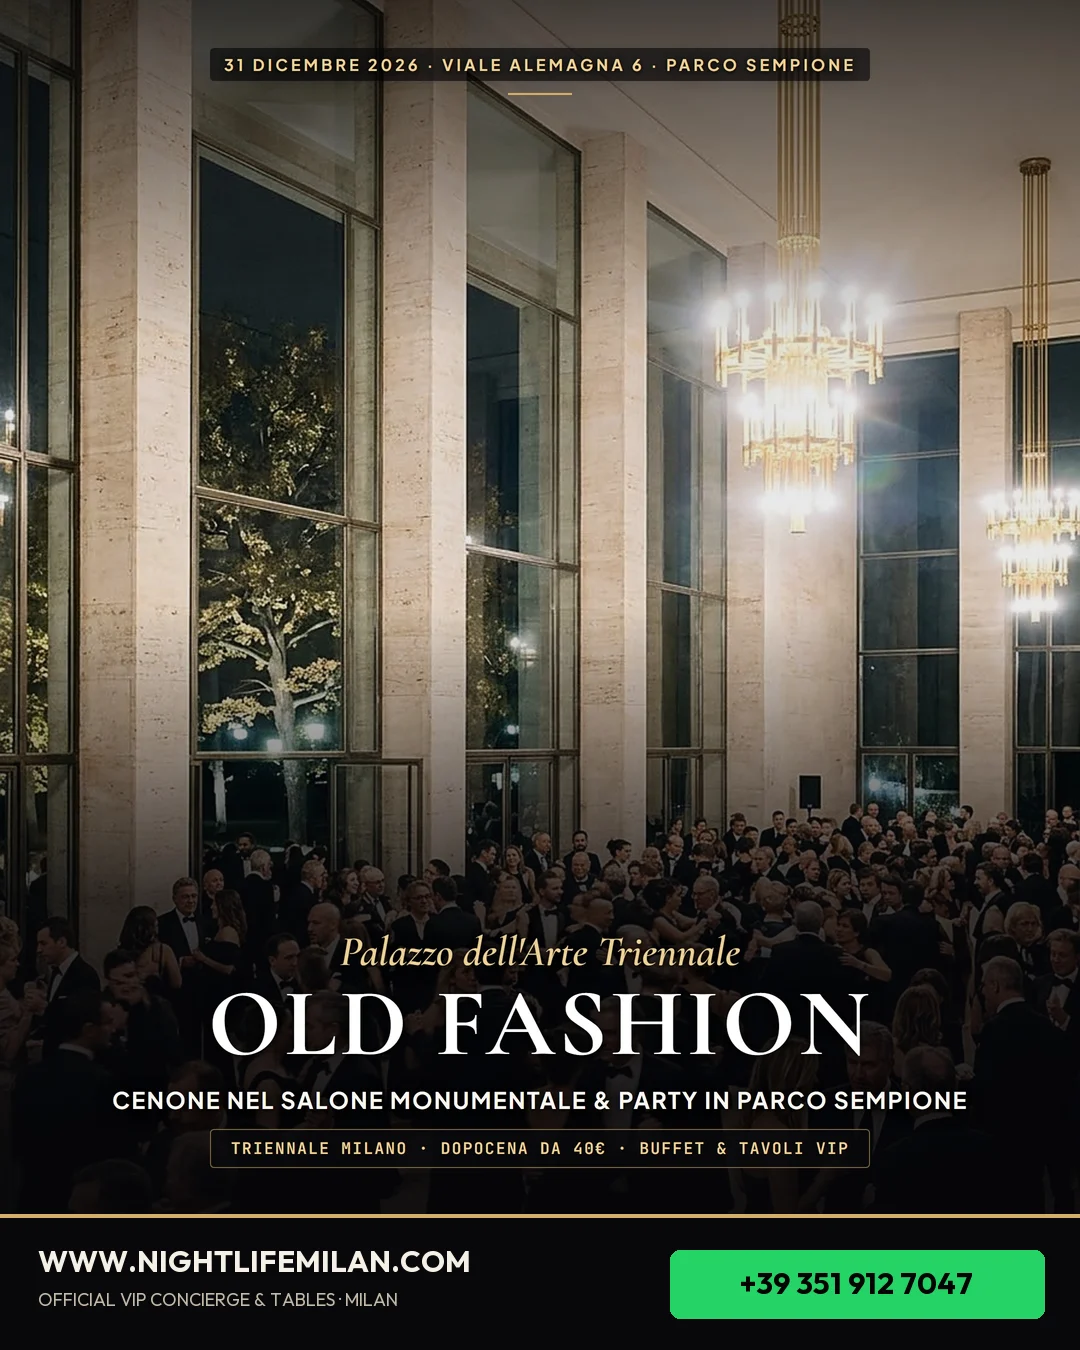 31 DICEMBRE 2026 · VIALE ALEMAGNA 6 · PARCO SEMPIONE
Palazzo dell'Arte Triennale
OLD FASHION
CENONE NEL SALONE MONUMENTALE & PARTY IN PARCO SEMPIONE
TRIENNALE MILANO · DOPOCENA DA 40€ · BUFFET & TAVOLI VIP
WWW.NIGHTLIFEMILAN.COM
OFFICIAL VIP CONCIERGE & TABLES · MILAN
+39 351 912 7047